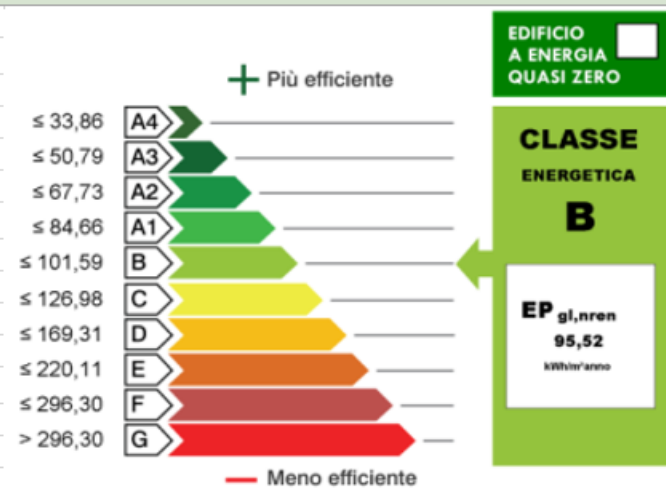 EDIFICIO
A ENERGIA
QUASI ZERO
+ Più efficiente
≤ 33,86 A4
≤ 50,79 A3
≤ 67,73 A2
≤ 84,66 A1
≤ 101,59 B
≤ 126,98 C
≤ 169,31 D
≤ 220,11 E
≤ 296,30 F
> 296,30 G
— Meno efficiente
CLASSE
ENERGETICA
B
EP gl,nren
95,52
kWh/m²anno